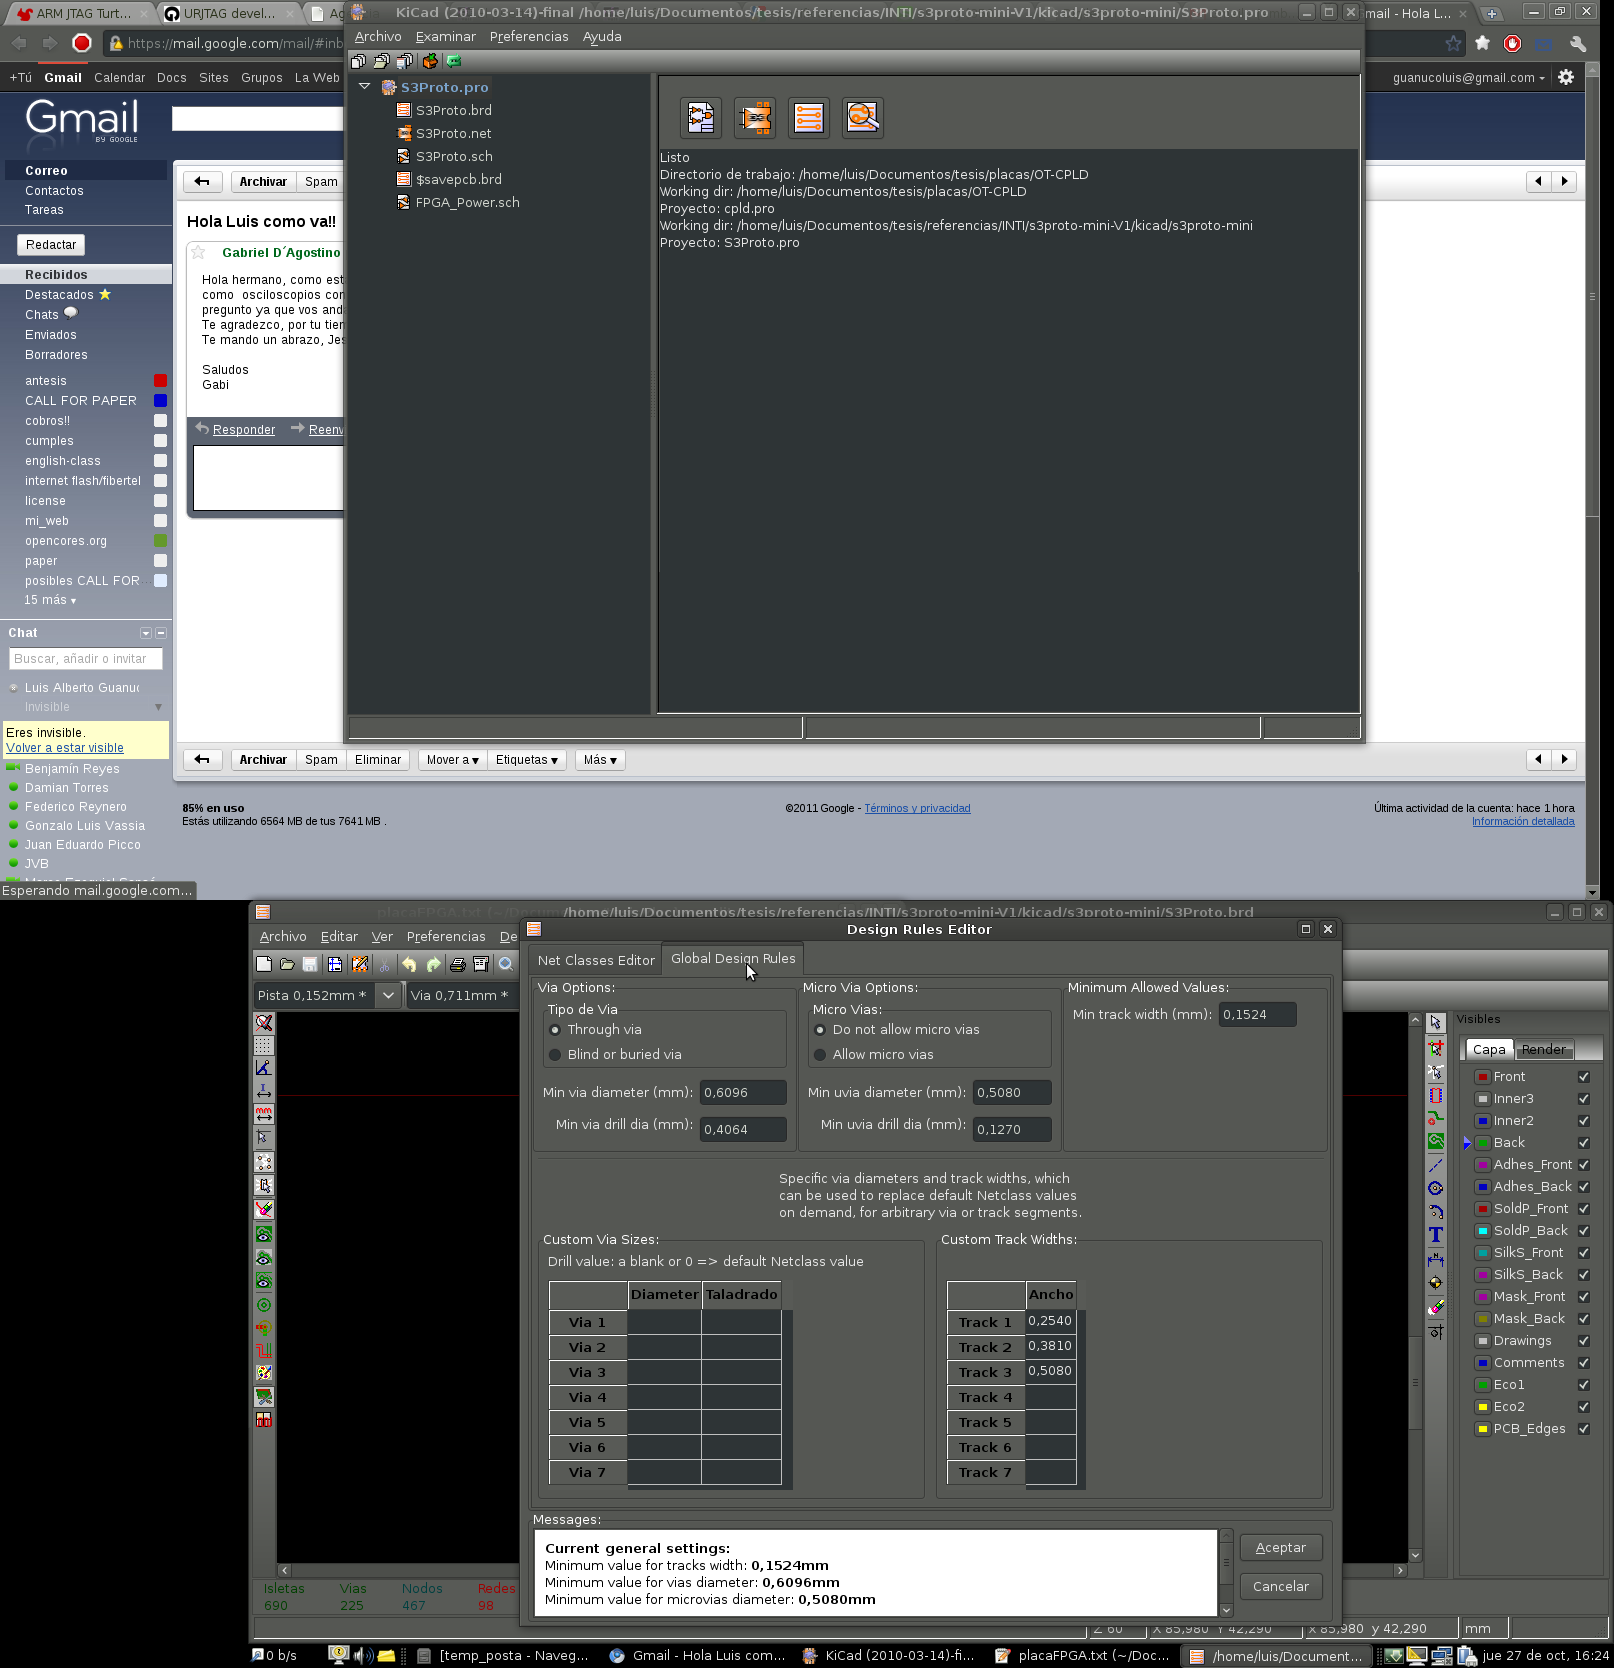 ARM JTAG Turt...
URJTAG devel...
KiCad (2010-03-14)-final /home/luis/Documentos/tesis/referencias/INTI/s3proto-mini-V1/kicad/s3proto-mini/S3Proto.pro
mail - Hola L...
https://mail.google.com/mail/#inb
Archivo Examinar Preferencias Ayuda
+Tú Gmail Calendar Docs Sites Grupos La Web
guanucoluis@gmail.com
Gmail
BY GOOGLE
S3Proto.pro
S3Proto.brd
S3Proto.net
S3Proto.sch
$savepcb.brd
FPGA_Power.sch
Listo
Directorio de trabajo: /home/luis/Documentos/tesis/placas/OT-CPLD
Working dir: /home/luis/Documentos/tesis/placas/OT-CPLD
Proyecto: cpld.pro
Working dir: /home/luis/Documentos/tesis/referencias/INTI/s3proto-mini-V1/kicad/s3proto-mini
Proyecto: S3Proto.pro
Correo
Contactos
Tareas
Redactar
Recibidos
Destacados
Chats
Enviados
Borradores
antesis
CALL FOR PAPER
cobros!!
cumples
english-class
internet flash/fibertel
license
mi_web
opencores.org
paper
posibles CALL FOR...
15 más
Chat
Buscar, añadir o invitar
Luis Alberto Guanuc
Invisible
Eres invisible.
Volver a estar visible
Benjamín Reyes
Damian Torres
Federico Reynero
Gonzalo Luis Vassia
Juan Eduardo Picco
JVB
Esperando mail.google.com...
Archivar Spam
Hola Luis como va!!
Gabriel D´Agostino
Hola hermano, como est
como osciloscopios con
pregunto ya que vos and
Te agradezco, por tu tier
Te mando un abrazo, Jes
Saludos
Gabi
Responder Reenv
Archivar Spam Eliminar Mover a Etiquetas Más
85% en uso
Estás utilizando 6564 MB de tus 7641 MB .
©2011 Google - Términos y privacidad
Última actividad de la cuenta: hace 1 hora
Información detallada
placaFPGA.txt (~/Docum /home/luis/Documentos/tesis/referencias/INTI/s3proto-mini-V1/kicad/s3proto-mini/S3Proto.brd
Archivo Editar Ver Preferencias De
Pista 0,152mm * Via 0,711mm *
Design Rules Editor
Net Classes Editor Global Design Rules
Via Options:
Tipo de Via
Through via
Blind or buried via
Min via diameter (mm): 0,6096
Min via drill dia (mm): 0,4064
Micro Via Options:
Micro Vias:
Do not allow micro vias
Allow micro vias
Min uvia diameter (mm): 0,5080
Min uvia drill dia (mm): 0,1270
Minimum Allowed Values:
Min track width (mm): 0,1524
Specific via diameters and track widths, which
can be used to replace default Netclass values
on demand, for arbitrary via or track segments.
Custom Via Sizes:
Drill value: a blank or 0 => default Netclass value
Diameter Taladrado
Via 1
Via 2
Via 3
Via 4
Via 5
Via 6
Via 7
Custom Track Widths:
Ancho
Track 1 0,2540
Track 2 0,3810
Track 3 0,5080
Track 4
Track 5
Track 6
Track 7
Messages:
Current general settings:
Minimum value for tracks width: 0,1524mm
Minimum value for vias diameter: 0,6096mm
Minimum value for microvias diameter: 0,5080mm
Aceptar
Cancelar
Visibles
Capa Render
Front
Inner3
Inner2
Back
Adhes_Front
Adhes_Back
SoldP_Front
SoldP_Back
SilkS_Front
SilkS_Back
Mask_Front
Mask_Back
Drawings
Comments
Eco1
Eco2
PCB_Edges
Isletas Vias Nodos Redes
690 225 467 98
Z 60 X 85,980 Y 42,290 x 85,980 y 42,290 mm
0 b/s
[temp_posta - Naveg...
Gmail - Hola Luis com...
KiCad (2010-03-14)-fi...
placaFPGA.txt (~/Doc...
/home/luis/Document...
jue 27 de oct, 16:24